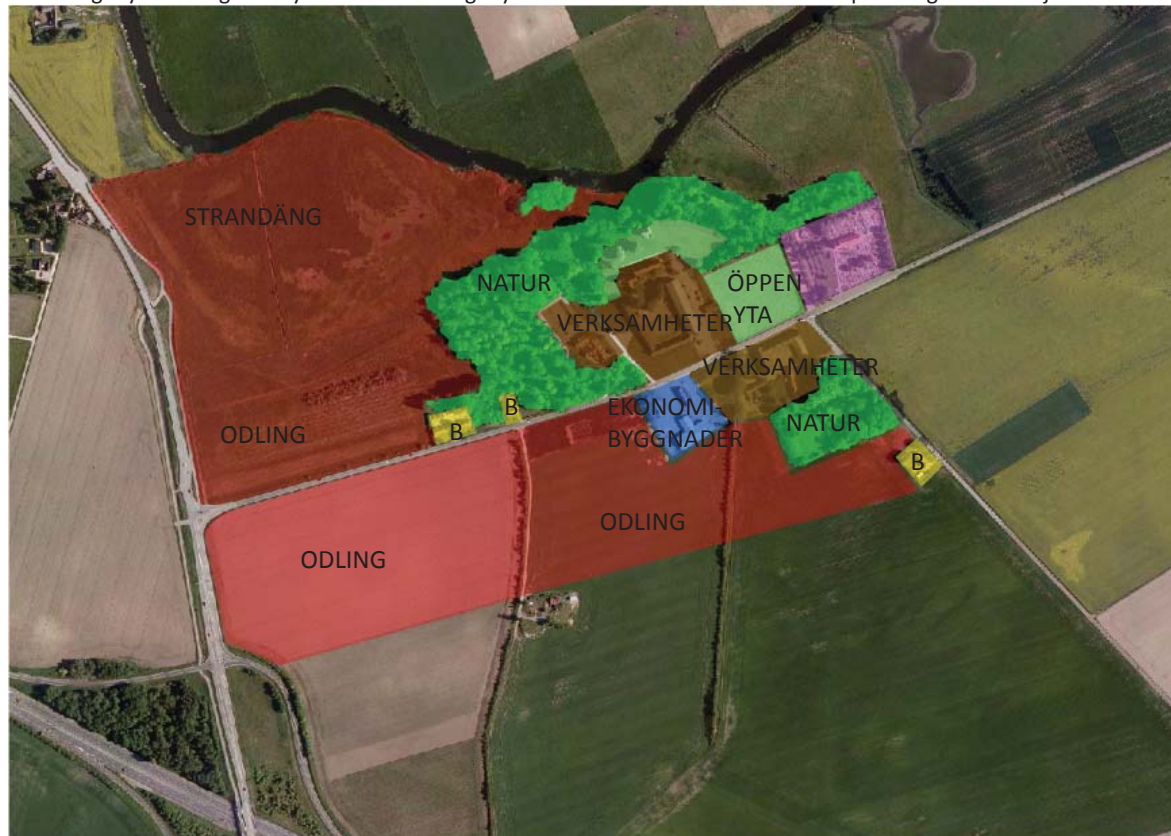 STRANDÄNG
NATUR
ÖPPEN
YTA
VERKSAMHETER
VERKSAMHETER
B
B
EKONOMI-
BYGGNADER
NATUR
ODLING
B
ODLING
ODLING